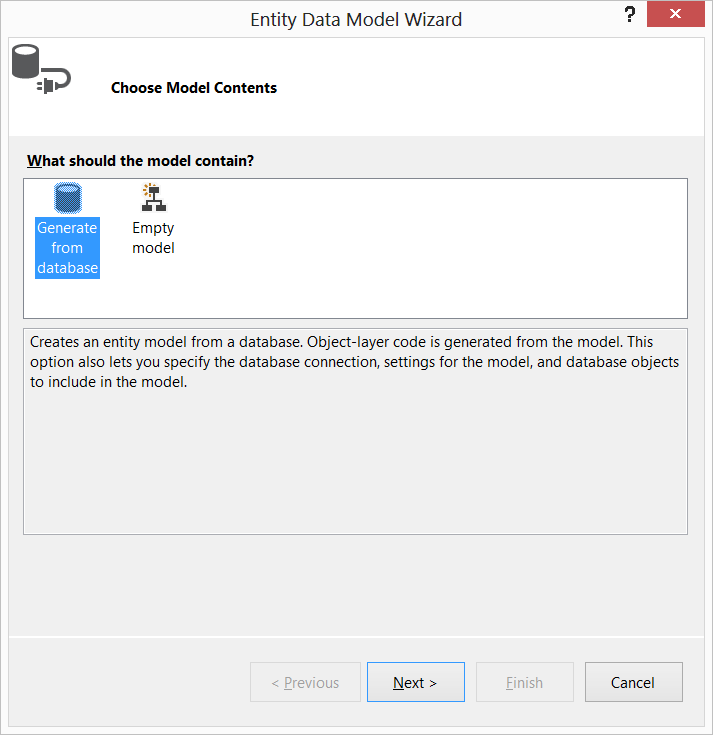 Entity Data Model Wizard
?
Choose Model Contents
What should the model contain?
Generate
from
database
Empty
model
Creates an entity model from a database. Object-layer code is generated from the model. This
option also lets you specify the database connection, settings for the model, and database objects
to include in the model.
< Previous
Next >
Finish
Cancel